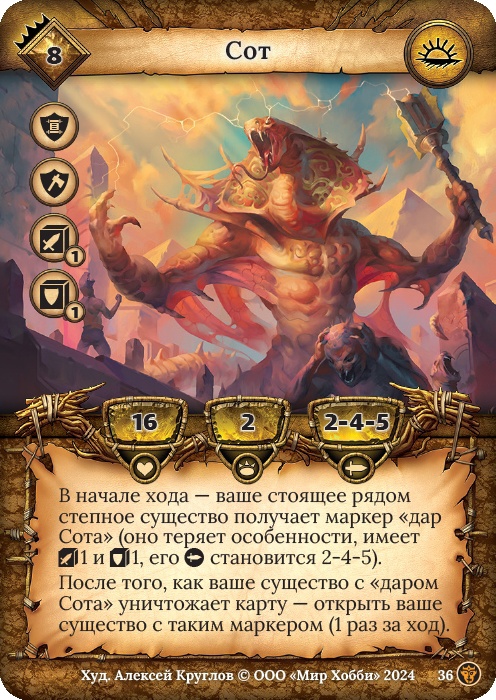 8
Сот
1
1
16
2
2-4-5
В начале хода — ваше стоящее рядом
степное существо получает маркер «дар
Сота» (оно теряет особенности, имеет
1 и 1, его становится 2-4-5).
После того, как ваше существо с «даром
Сота» уничтожает карту — открыть ваше
существо с таким маркером (1 раз за ход).
Худ. Алексей Круглов © ООО «Мир Хобби» 2024
36